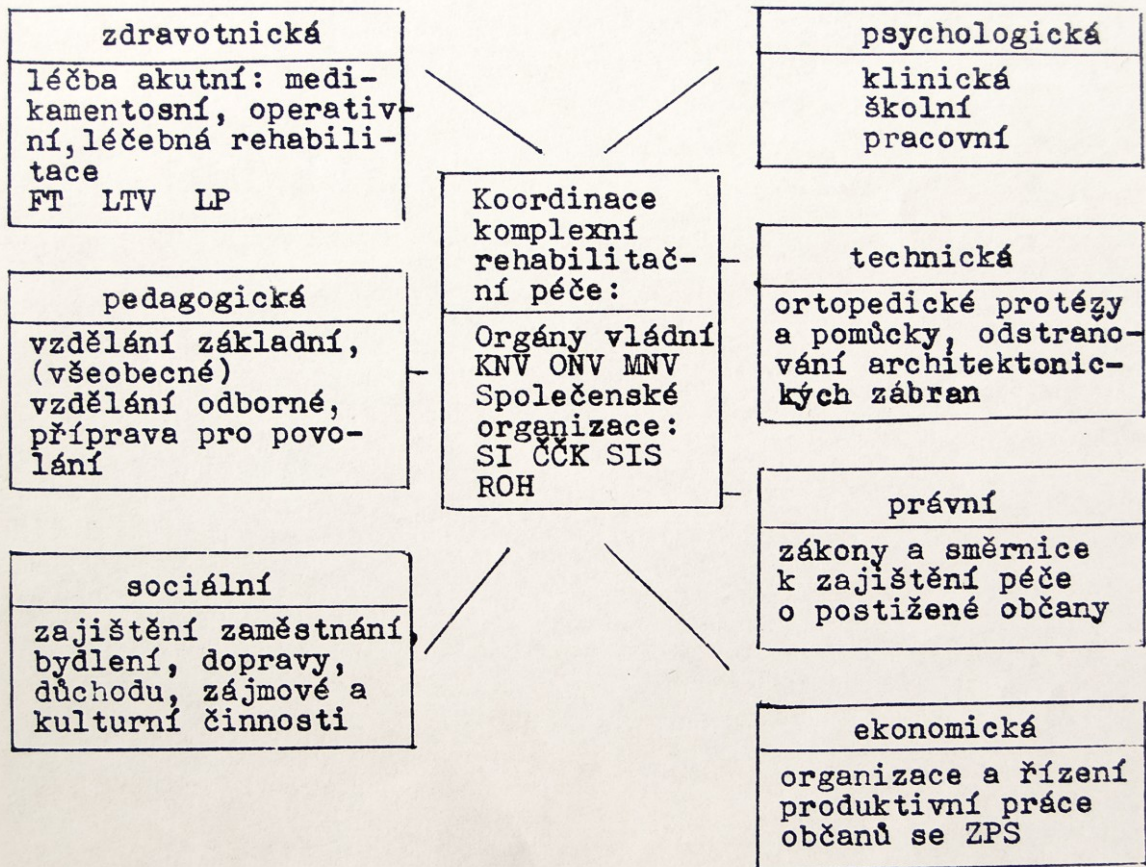 zdravotnická
léčba akutní: medi-
kamentosní, operativ-
ní, léčebná rehabili-
tace
FT LTV LP
pedagogická
vzdělání základní,
(všeobecné)
vzdělání odborné,
příprava pro povo-
lání
sociální
zajištění zaměstnání
bydlení, dopravy,
důchodu, zájmové a
kulturní činnosti
Koordinace
komplexní
rehabilitač-
ní péče:
Orgány vládní
KNV ONV MNV
Společenské
organizace:
SI ČČK SIS
ROH
psychologická
klinická
školní
pracovní
technická
ortopedické protézy
a pomůcky, odstraňo-
vání architektonic-
kých zábran
právní
zákony a směrnice
k zajištění péče
o postižené občany
ekonomická
organizace a řízení
produktivní práce
občanů se ZPS